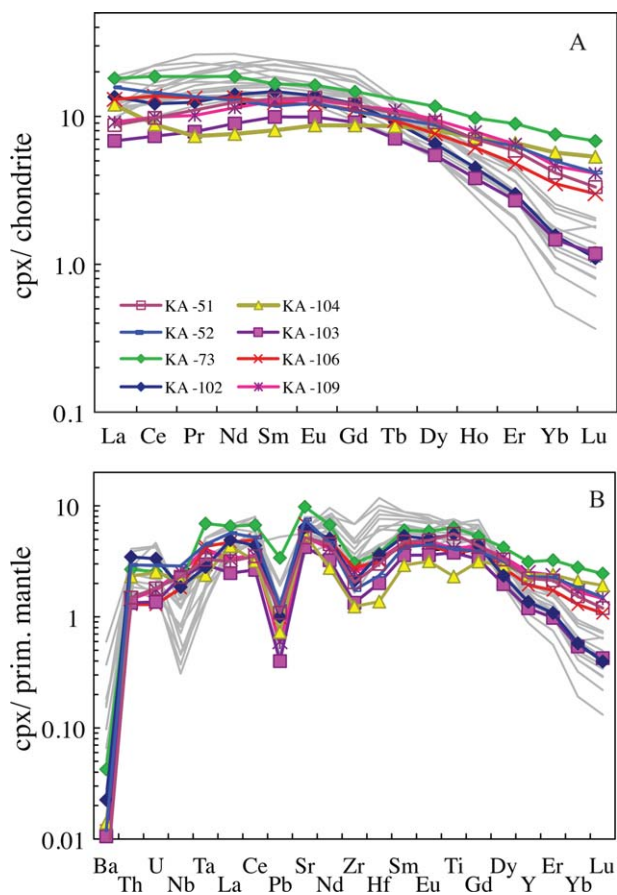 A
cpx/ chondrite
10
1.0
0.1
KA -51
KA -104
KA -52
KA -103
KA -73
KA -106
KA -102
KA -109
La Ce Pr Nd Sm Eu Gd Tb Dy Ho Er Yb Lu
B
cpx/ prim. mantle
10
1
0.10
0.01
Ba U Ta Ce Sr Zr Sm Ti Dy Er Lu
Th Nb La Pb Nd Hf Eu Gd Y Yb